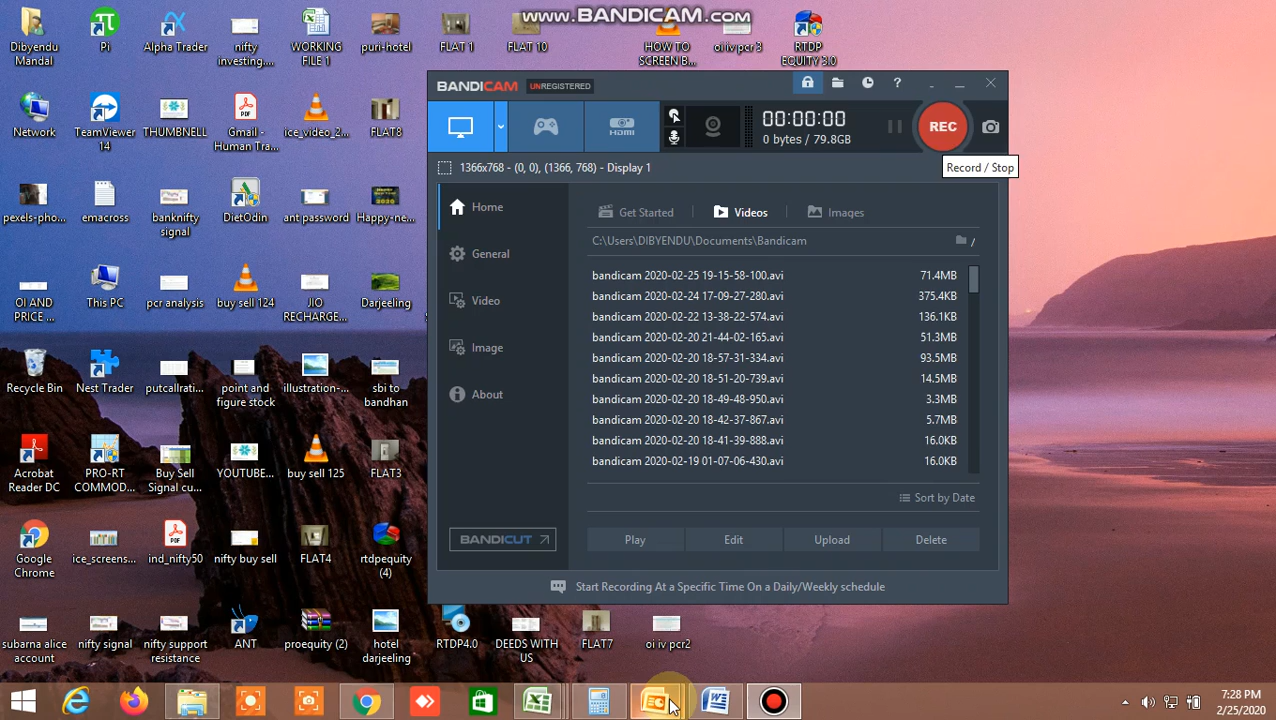 www.BANDICAM.com
Dibyendu
Mandal
Pi
Alpha Trader
nifty
investing....
WORKING
FILE 1
puri-hotel
FLAT 1
FLAT 10
HOW TO
SCREEN B...
oi iv pcr 3
RTDP
EQUITY 3.0
Network
TeamViewer
14
THUMBNELL
Gmail -
Human Tra...
ice_video_2...
FLAT8
pexels-pho...
emacross
banknifty
signal
DietOdin
ant password
Happy-ne...
OI AND
PRICE ...
This PC
pcr analysis
buy sell 124
JIO
RECHARGE...
Darjeeling
Recycle Bin
Nest Trader
putcallrati...
point and
figure stock
illustration-...
sbi to
bandhan
Acrobat
Reader DC
PRO-RT
COMMOD...
Buy Sell
Signal cu...
YOUTUBE...
buy sell 125
FLAT3
Google
Chrome
ice_screens...
ind_nifty50
nifty buy sell
FLAT4
rtdpequity
(4)
subarna alice
account
nifty signal
nifty support
resistance
ANT
proequity (2)
hotel
darjeeling
RTDP4.0
DEEDS WITH
US
FLAT7
oi iv pcr2
BANDICAM UNREGISTERED
?
HDMI
00:00:00
0 bytes / 79.8GB
REC
Record / Stop
1366x768 - (0, 0), (1366, 768) - Display 1
Home
General
Video
Image
About
BANDICUT
Get Started
Videos
Images
C:\Users\DIBYENDU\Documents\Bandicam
/
bandicam 2020-02-25 19-15-58-100.avi 71.4MB
bandicam 2020-02-24 17-09-27-280.avi 375.4KB
bandicam 2020-02-22 13-38-22-574.avi 136.1KB
bandicam 2020-02-20 21-44-02-165.avi 51.3MB
bandicam 2020-02-20 18-57-31-334.avi 93.5MB
bandicam 2020-02-20 18-51-20-739.avi 14.5MB
bandicam 2020-02-20 18-49-48-950.avi 3.3MB
bandicam 2020-02-20 18-42-37-867.avi 5.7MB
bandicam 2020-02-20 18-41-39-888.avi 16.0KB
bandicam 2020-02-19 01-07-06-430.avi 16.0KB
Sort by Date
Play Edit Upload Delete
Start Recording At a Specific Time On a Daily/Weekly schedule
7:28 PM
2/25/2020